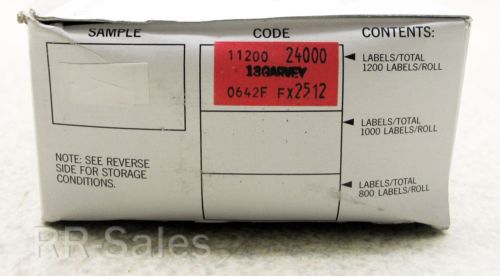 SAMPLE
CODE
CONTENTS:
11200 24000
13GARVEY
0642F FX2512
LABELS/TOTAL
1200 LABELS/ROLL
LABELS/TOTAL
1000 LABELS/ROLL
LABELS/TOTAL
800 LABELS/ROLL
NOTE: SEE REVERSE
SIDE FOR STORAGE
CONDITIONS.
RR-Sales